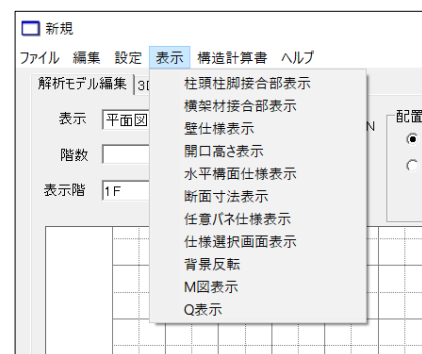 新規
ファイル 編集 設定 表示 構造計算書 ヘルプ
解析モデル編集 3D
柱頭柱脚接合部表示
横架材接合部表示
壁仕様表示
開口高さ表示
水平構面仕様表示
断面寸法表示
任意バネ仕様表示
仕様選択画面表示
背景反転
M図表示
Q表示
表示 平面図
階数
表示階 1F
N
配置